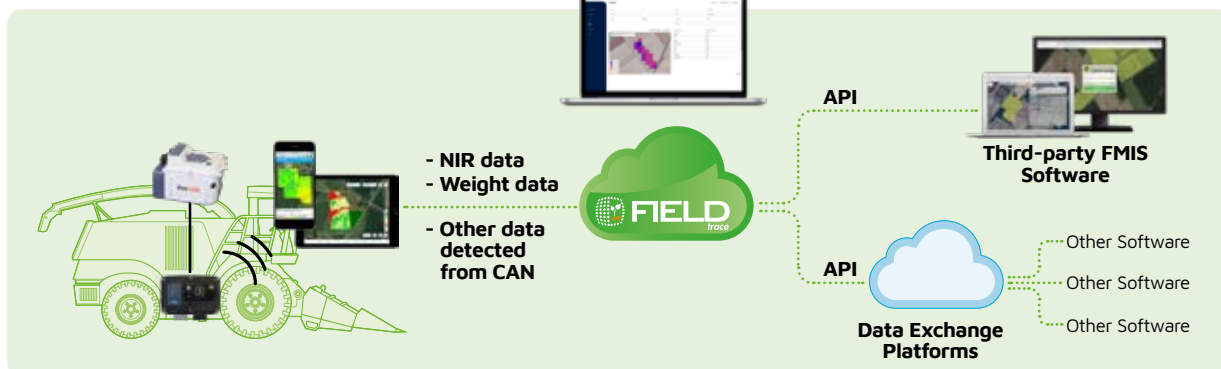 API
- NIR data
- Weight data
- Other data
detected
from CAN
FIELD
trace
Third-party FMIS
Software
API
Data Exchange
Platforms
Other Software
Other Software
Other Software